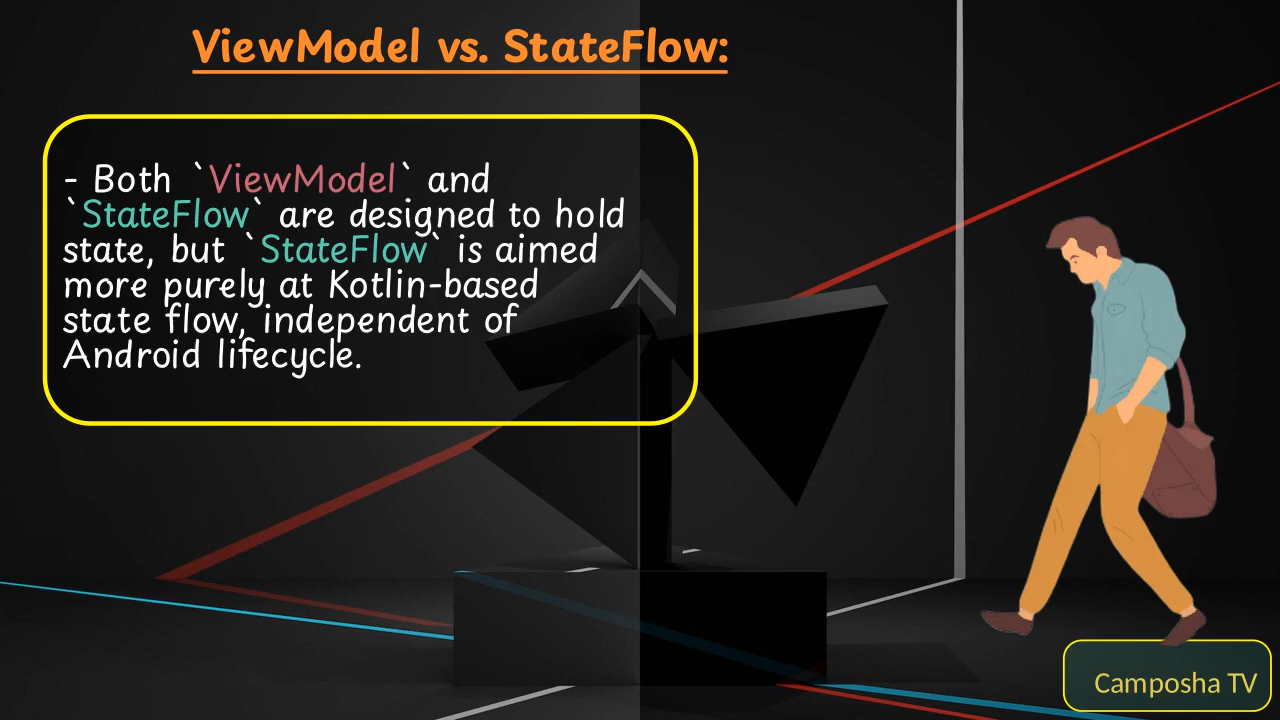 ViewModel vs. StateFlow:
- Both `ViewModel` and
`StateFlow` are designed to hold
state, but `StateFlow` is aimed
more purely at Kotlin-based
state flow, independent of
Android lifecycle.
Camposha TV